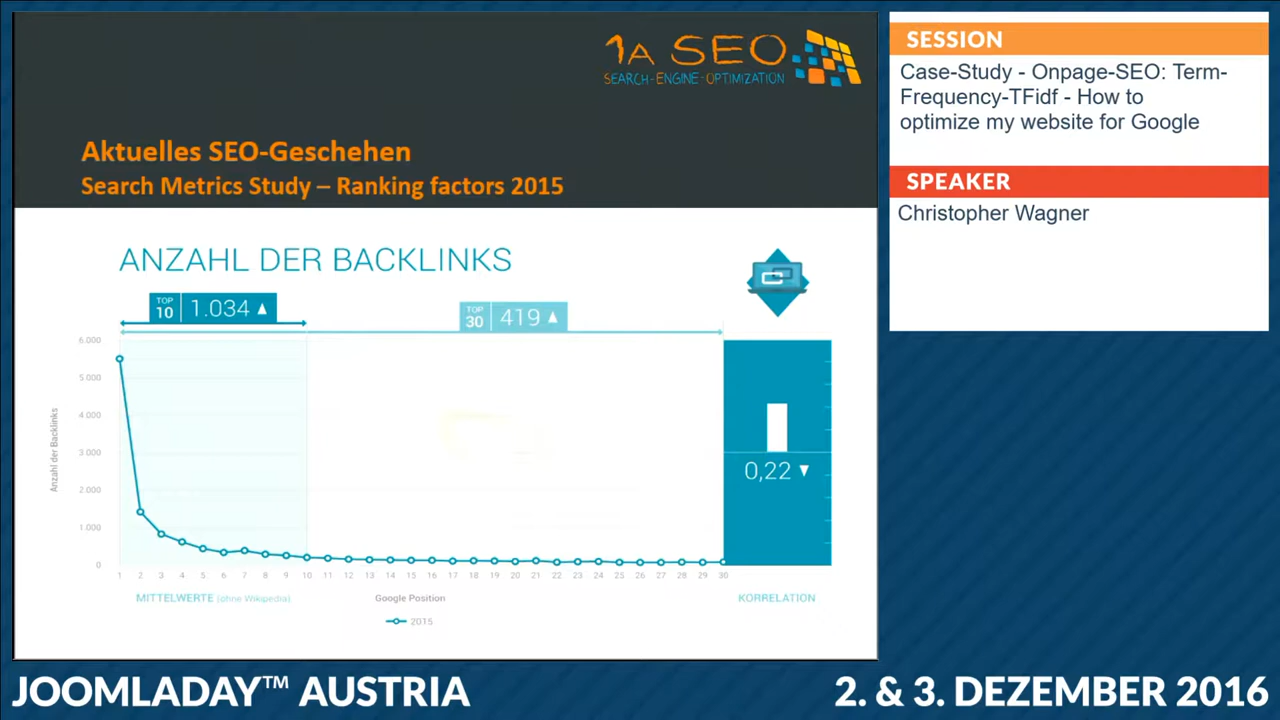 1A SEO
SEARCH-ENGINE-OPTIMIZATION
Aktuelles SEO-Geschehen
Search Metrics Study – Ranking factors 2015
ANZAHL DER BACKLINKS
TOP 10 1.034 ▲
TOP 30 419 ▲
6.000
5 000
4 000
3 000
2.000
1.000
0
Anzahl der Backlinks
1 2 3 4 5 6 7 8 9 10 11 12 13 14 15 16 17 18 19 20 21 22 23 24 25 26 27 28 29 30
MITTELWERTE (ohne Wikipedia)
Google Position
2015
0,22 ▼
KORRELATION
SESSION
Case-Study - Onpage-SEO: Term-
Frequency-TFidf - How to
optimize my website for Google
SPEAKER
Christopher Wagner
JOOMLADAY™ AUSTRIA
2. & 3. DEZEMBER 2016